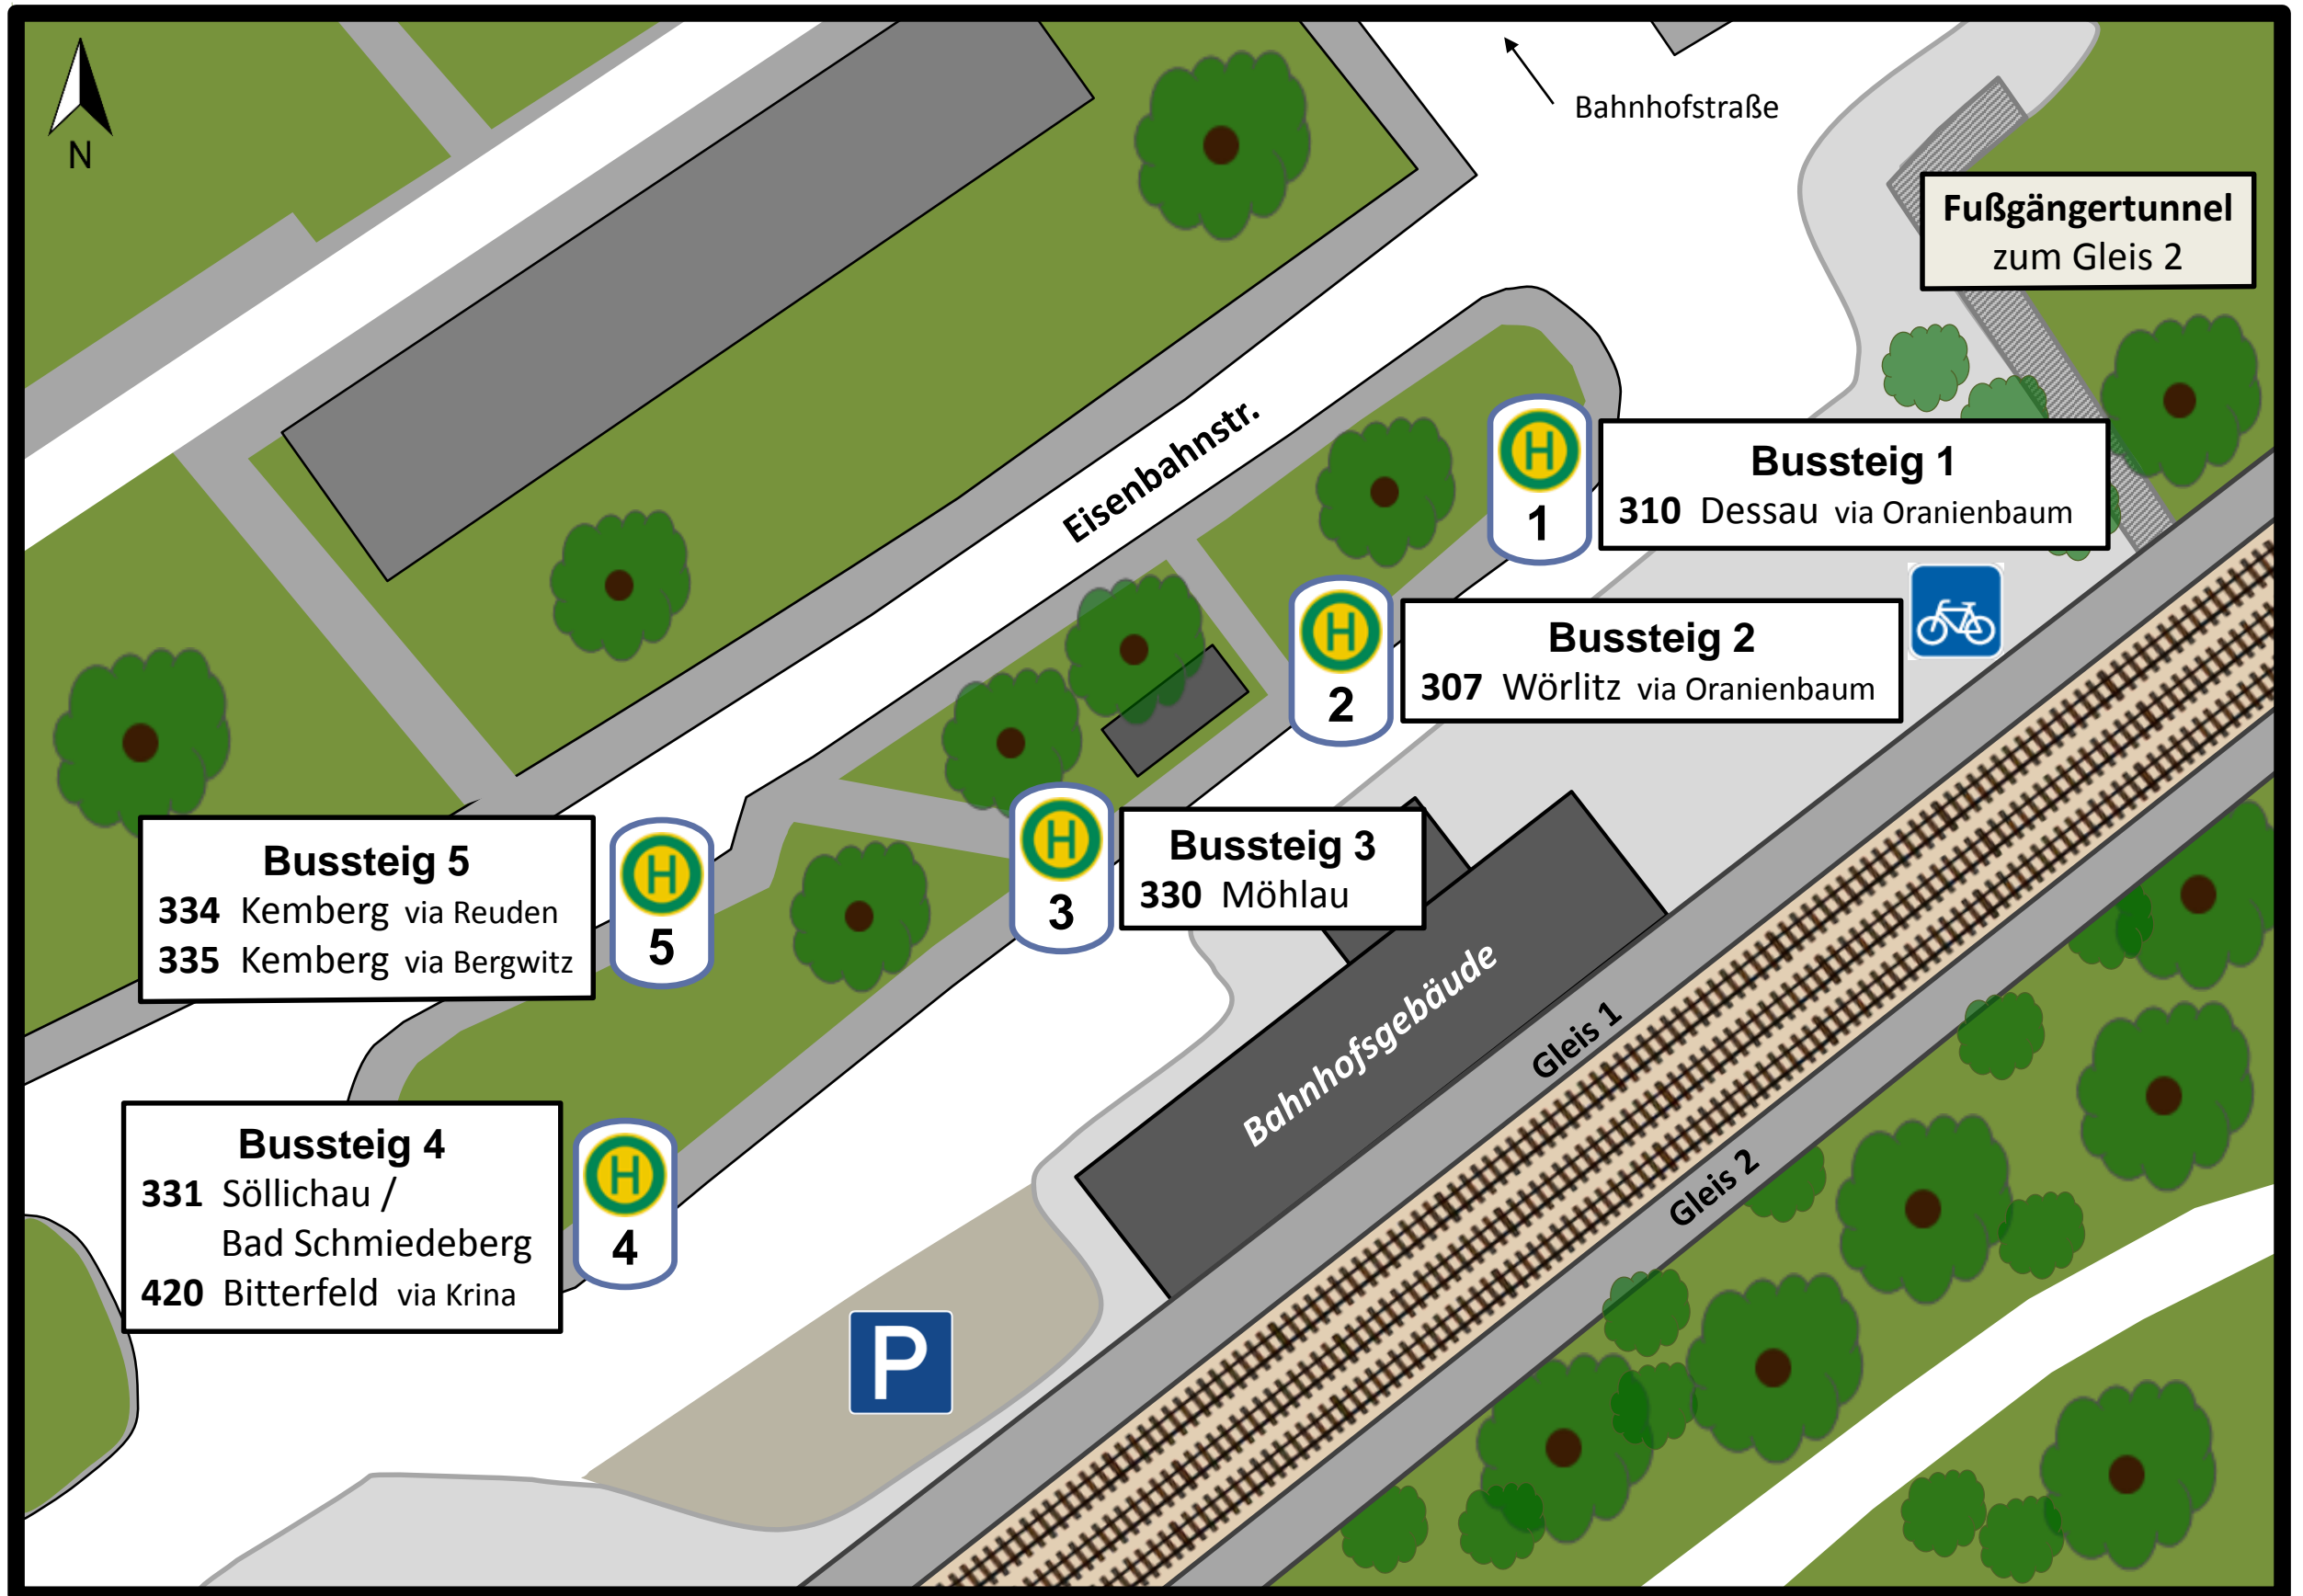 N
Bahnhofstraße
Fußgängertunnel
zum Gleis 2
Eisenbahnstr.
H
1
Bussteig 1
310 Dessau via Oranienbaum
H
2
Bussteig 2
307 Wörlitz via Oranienbaum
H
3
Bussteig 3
330 Möhlau
Bussteig 5
334 Kemberg via Reuden
335 Kemberg via Bergwitz
H
5
Bahnhofsgebäude
Gleis 1
Gleis 2
Bussteig 4
331 Söllichau /
Bad Schmiedeberg
420 Bitterfeld via Krina
H
4
P